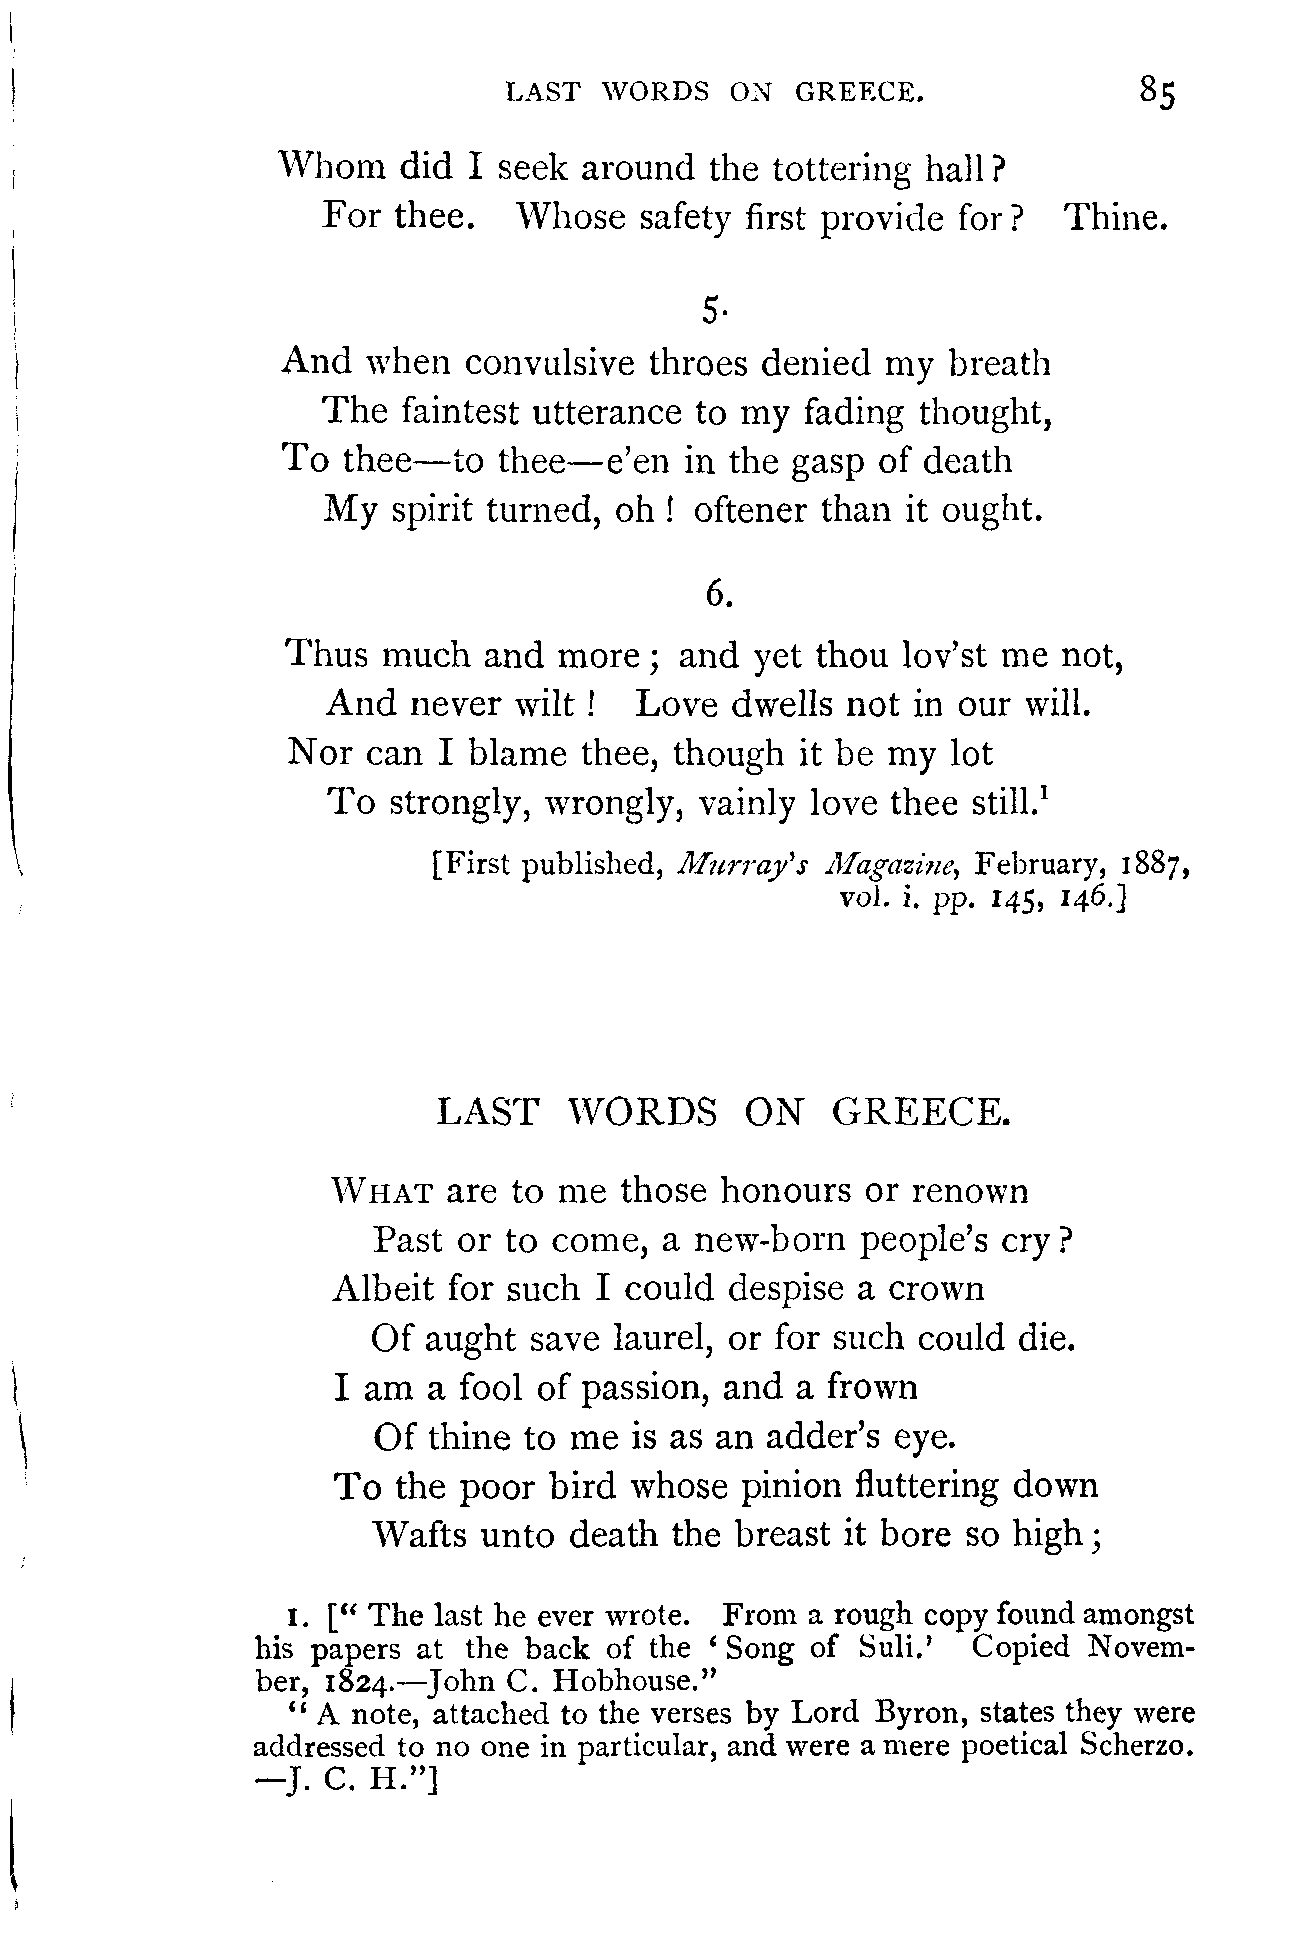 LAST WORDS ON GREECE. 85
Whom did I seek around the tottering hall?
For thee. Whose safety first provide for? Thine.
5.
And when convulsive throes denied my breath
The faintest utterance to my fading thought,
To thee—to thee—e'en in the gasp of death
My spirit turned, oh! oftener than it ought.
6.
Thus much and more; and yet thou lov'st me not,
And never wilt! Love dwells not in our will.
Nor can I blame thee, though it be my lot
To strongly, wrongly, vainly love thee still.¹
[First published, Murray's Magazine, February, 1887,
vol. i. pp. 145, 146.]
LAST WORDS ON GREECE.
WHAT are to me those honours or renown
Past or to come, a new-born people's cry?
Albeit for such I could despise a crown
Of aught save laurel, or for such could die.
I am a fool of passion, and a frown
Of thine to me is as an adder's eye.
To the poor bird whose pinion fluttering down
Wafts unto death the breast it bore so high;
1. [“The last he ever wrote. From a rough copy found amongst
his papers at the back of the ‘Song of Suli.’ Copied Novem-
ber, 1824.—John C. Hobhouse.”
“A note, attached to the verses by Lord Byron, states they were
addressed to no one in particular, and were a mere poetical Scherzo.
—J. C. H.”]